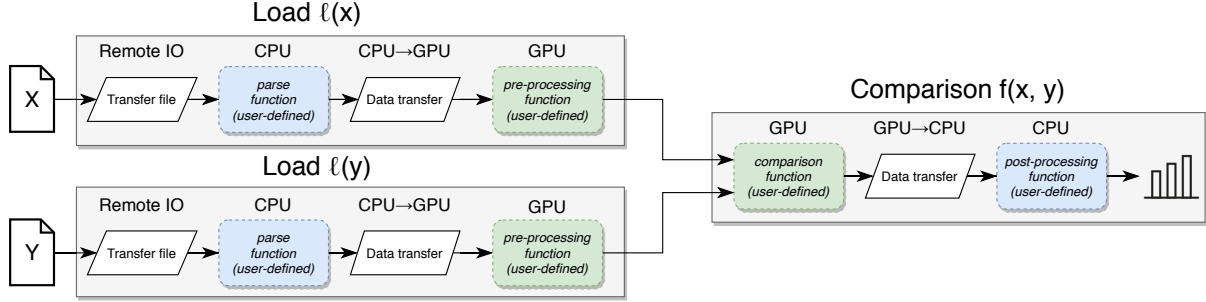 Load ℓ(x)
Remote IO
CPU
CPU→GPU
GPU
X
Transfer file
parse
function
(user-defined)
Data transfer
pre-processing
function
(user-defined)
Load ℓ(y)
Remote IO
CPU
CPU→GPU
GPU
Y
Transfer file
parse
function
(user-defined)
Data transfer
pre-processing
function
(user-defined)
Comparison f(x, y)
GPU
GPU→CPU
CPU
comparison
function
(user-defined)
Data transfer
post-processing
function
(user-defined)